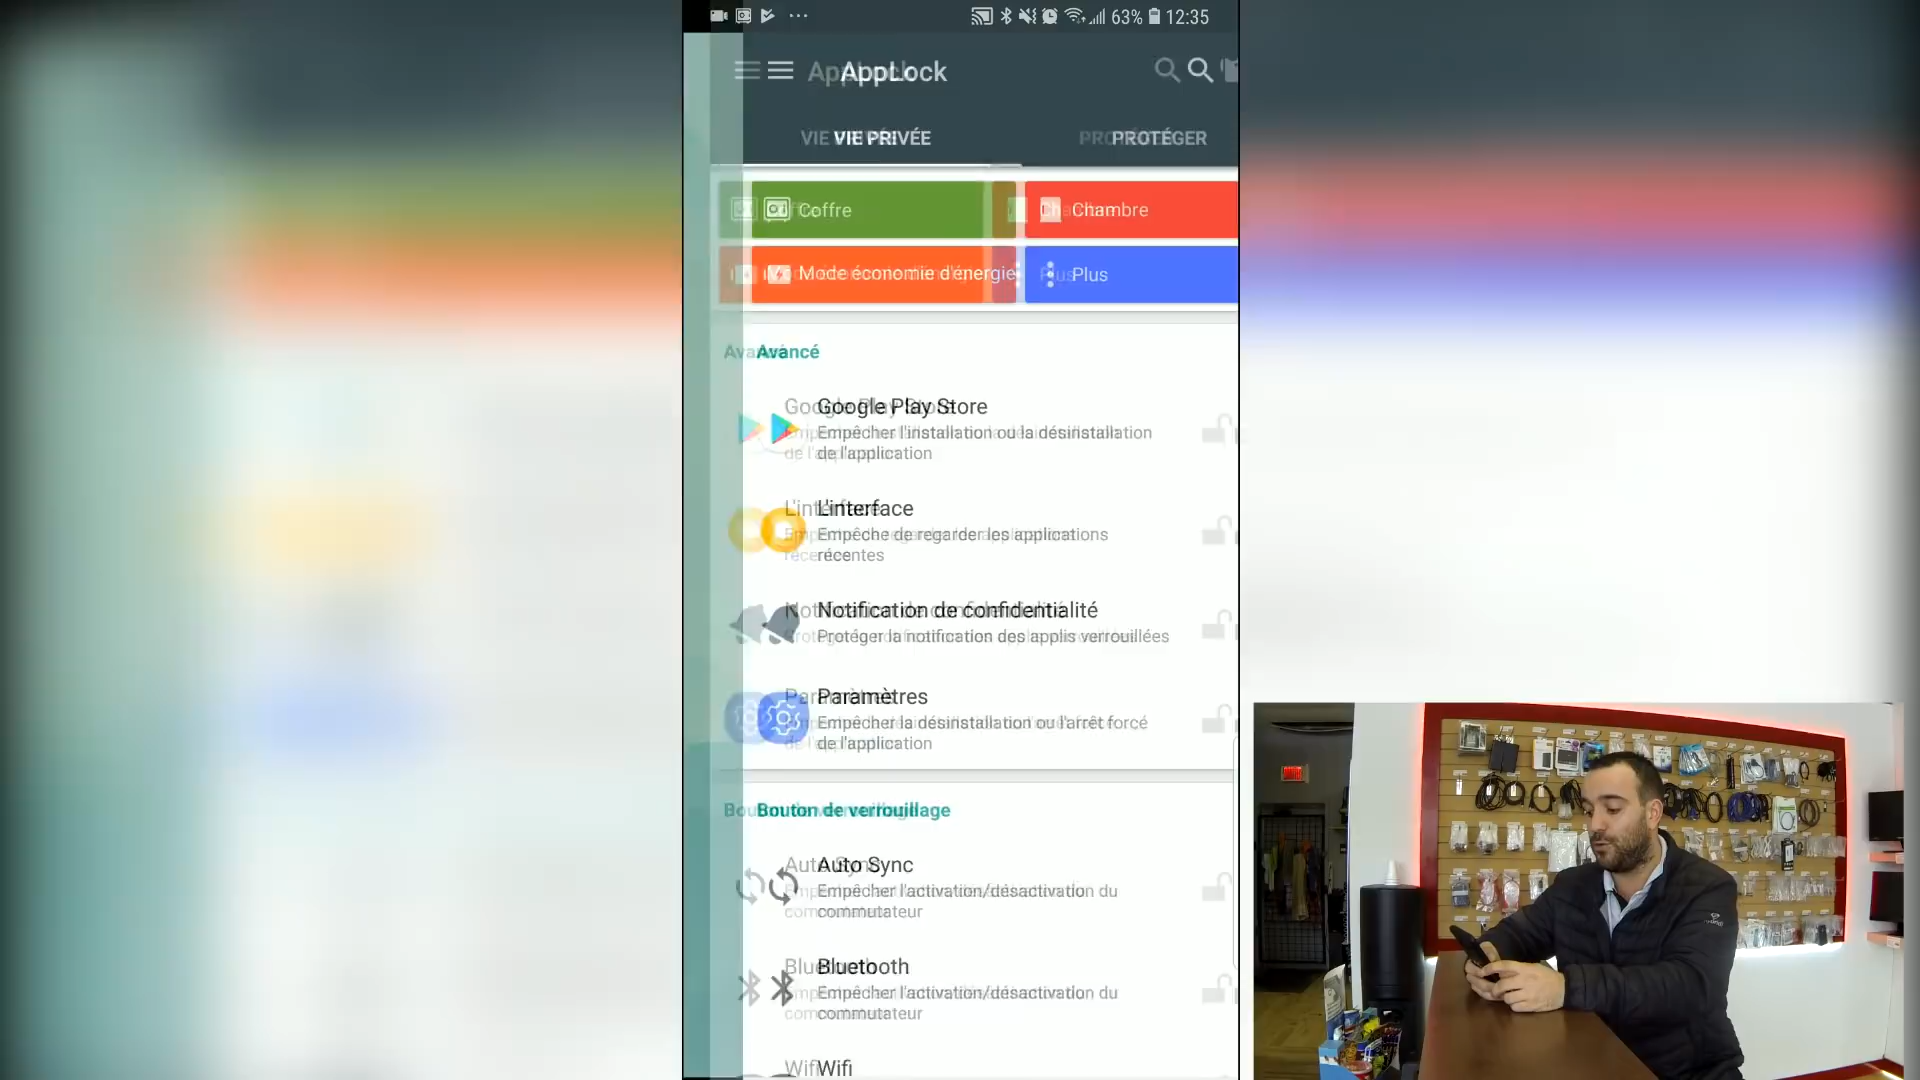 63% 12:35
AppLock
VIE PRIVÉE
PROTÉGER
Coffre
Chambre
Mode économie d'énergie
Plus
Avancé
Google Play Store
Empêcher l'installation ou la désinstallation
de l'application
L'interface
Empêche de regarder les applications
récentes
Notification de confidentialité
Protéger la notification des applis verrouillées
Paramètres
Empêcher la désinstallation ou l'arrêt forcé
de l'application
Bouton de verrouillage
Auto Sync
Empêcher l'activation/désactivation du
commutateur
Bluetooth
Empêcher l'activation/désactivation du
commutateur
Wifi